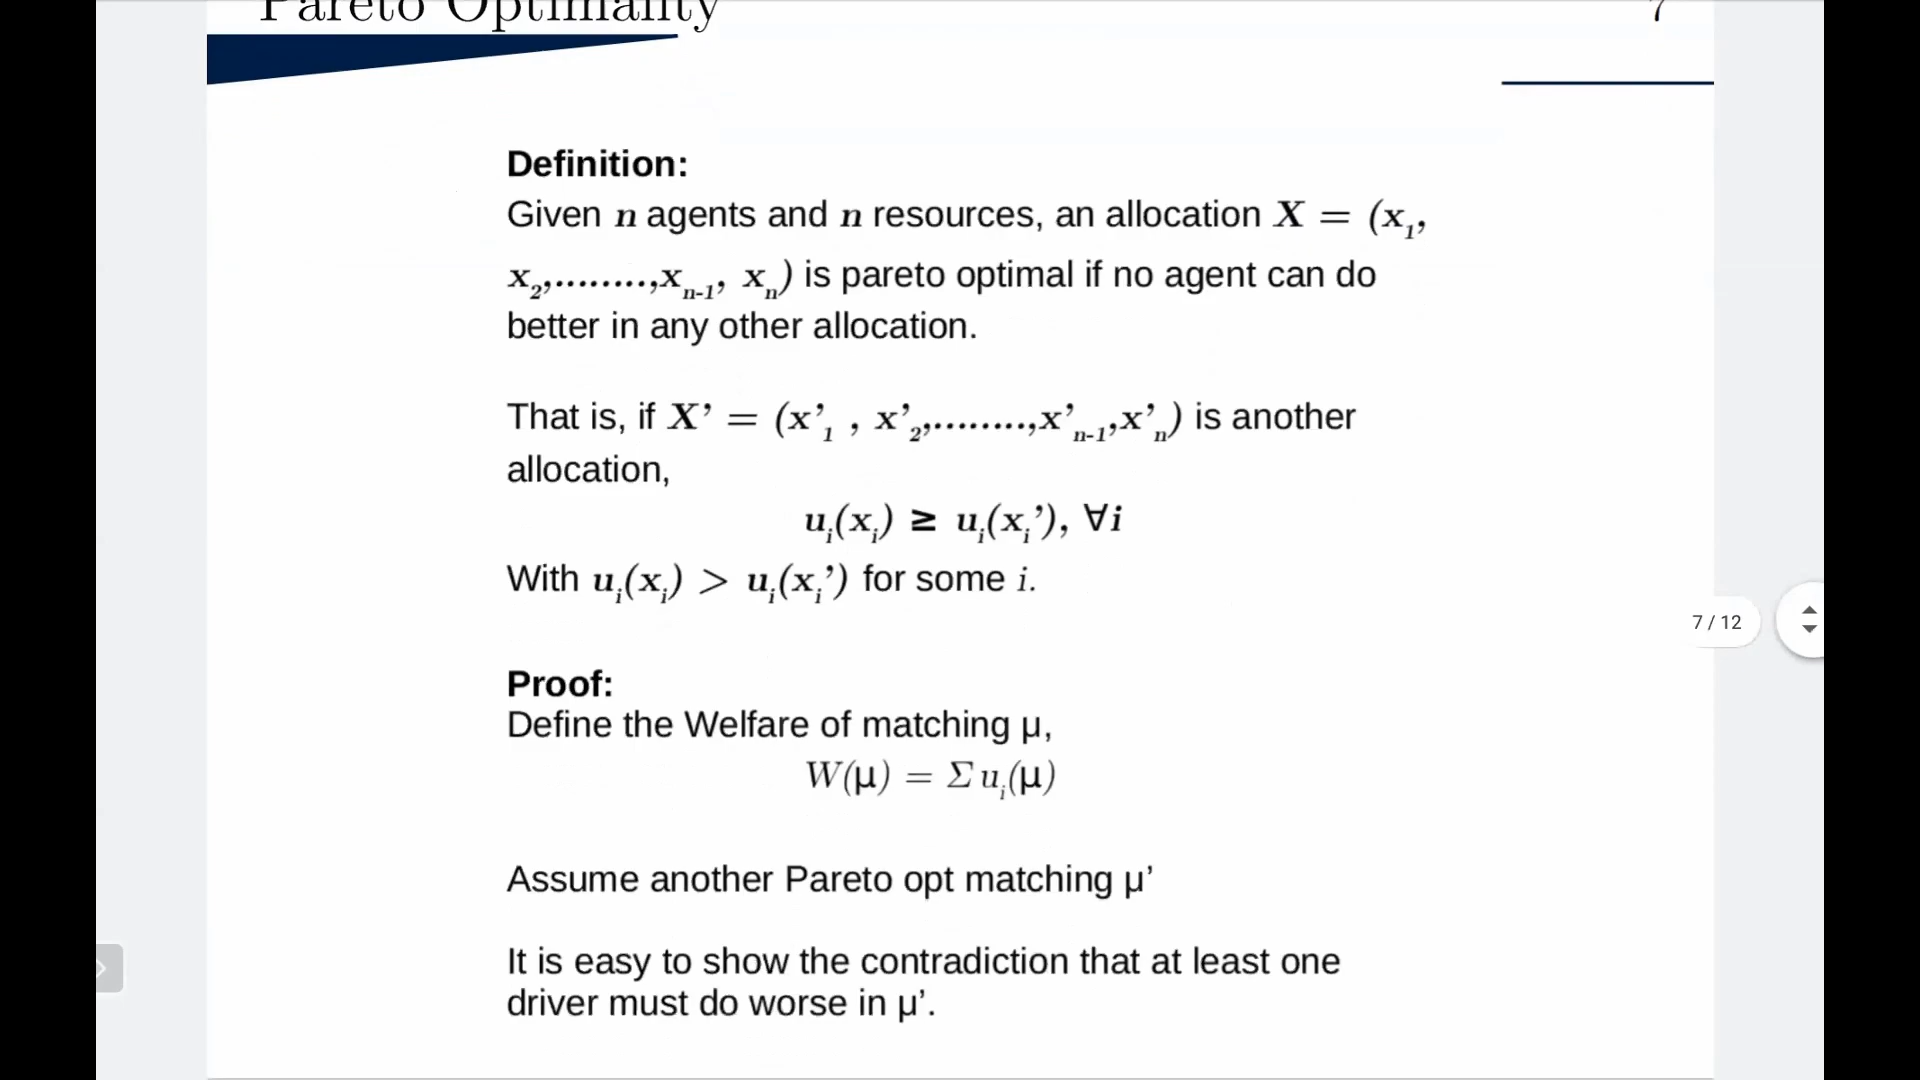 Pareto Optimality
7
Definition:
Given n agents and n resources, an allocation X = (x₁,
x₂,........,xₙ₋₁, xₙ) is pareto optimal if no agent can do
better in any other allocation.
That is, if X’ = (x’₁ , x’₂,........,x’ₙ₋₁,x’ₙ) is another
allocation,
uᵢ(xᵢ) ≥ uᵢ(xᵢ’), ∀i
With uᵢ(xᵢ) > uᵢ(xᵢ’) for some i.
7 / 12
Proof:
Define the Welfare of matching μ,
W(μ) = Σ uᵢ(μ)
Assume another Pareto opt matching μ’
It is easy to show the contradiction that at least one
driver must do worse in μ’.